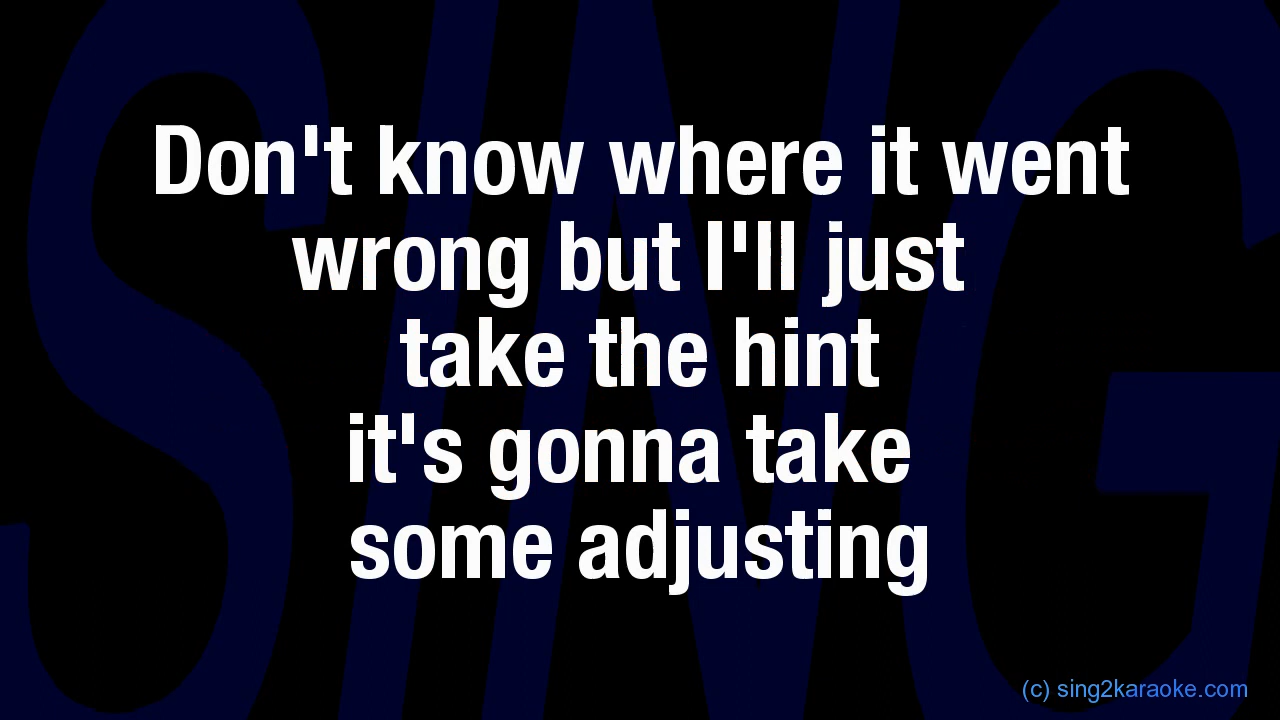 SING
Don't know where it went
wrong but I'll just
take the hint
it's gonna take
some adjusting
(c) sing2karaoke.com